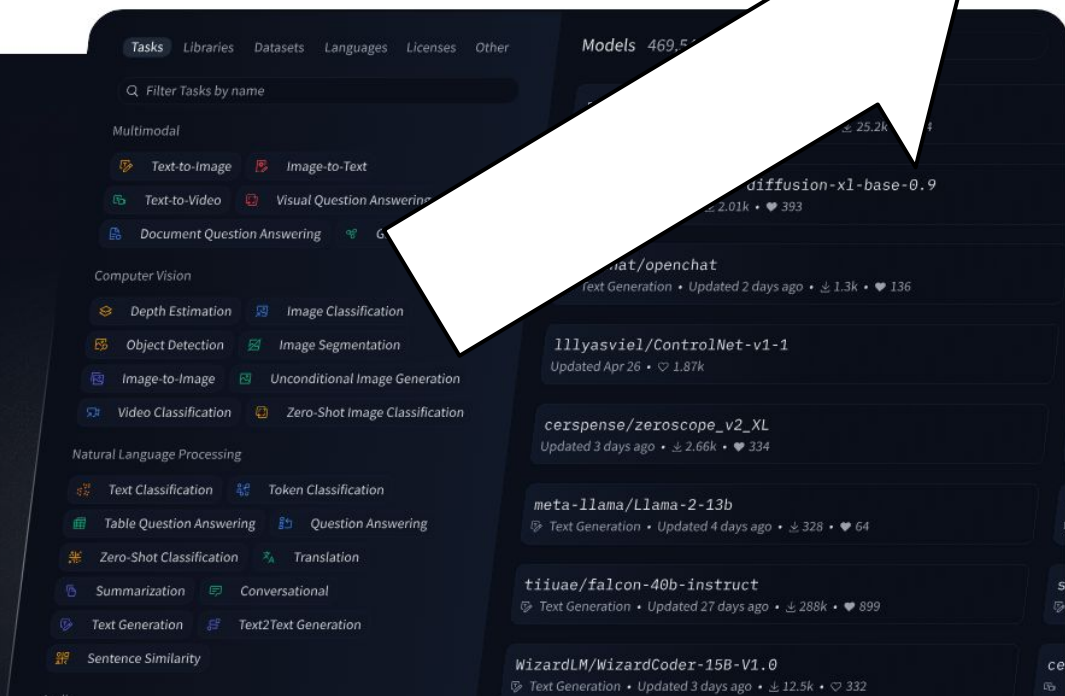 Tasks Libraries Datasets Languages Licenses Other
Filter Tasks by name
Multimodal
Text-to-Image Image-to-Text
Text-to-Video Visual Question Answering
Document Question Answering
Computer Vision
Depth Estimation Image Classification
Object Detection Image Segmentation
Image-to-Image Unconditional Image Generation
Video Classification Zero-Shot Image Classification
Natural Language Processing
Text Classification Token Classification
Table Question Answering Question Answering
Zero-Shot Classification Translation
Summarization Conversational
Text Generation Text2Text Generation
Sentence Similarity
Models
25.2k
diffusion-xl-base-0.9
2.01k • 393
/openchat
Text Generation • Updated 2 days ago • 1.3k • 136
lllyasviel/ControlNet-v1-1
Updated Apr 26 • 1.87k
cerspense/zeroscope_v2_XL
Updated 3 days ago • 2.66k • 334
meta-llama/Llama-2-13b
Text Generation • Updated 4 days ago • 328 • 64
tiiuae/falcon-40b-instruct
Text Generation • Updated 27 days ago • 288k • 899
WizardLM/WizardCoder-15B-V1.0
Text Generation • Updated 3 days ago • 12.5k • 332